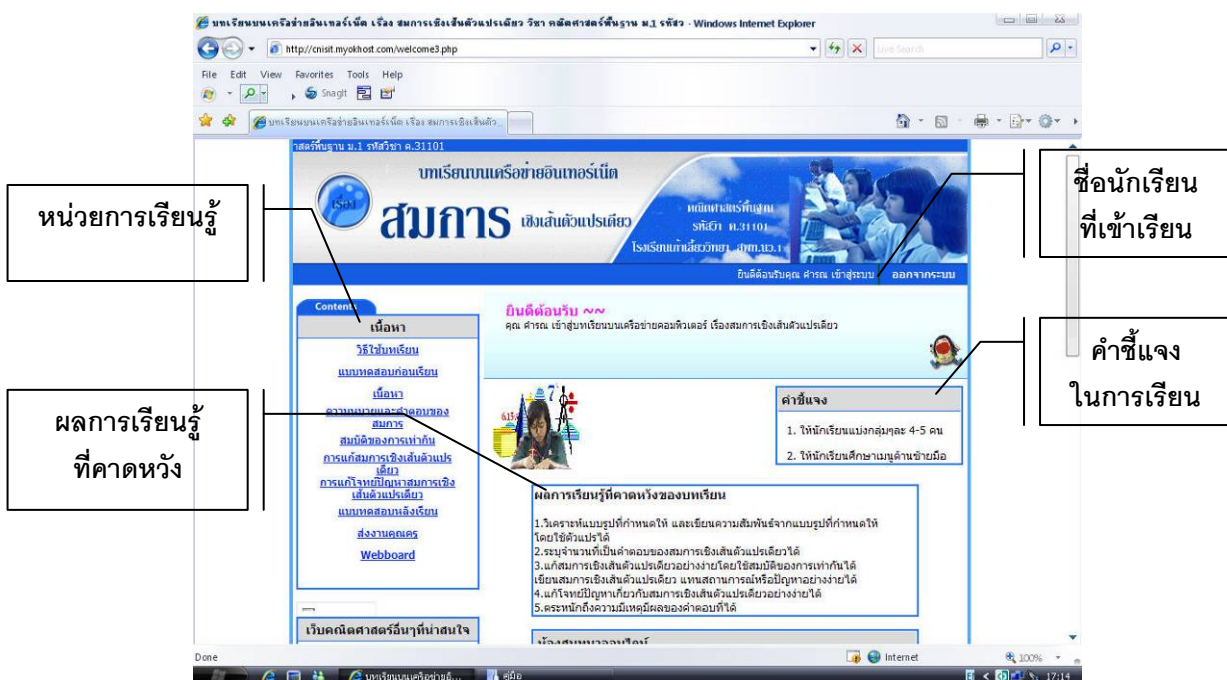 บทเรียนบนเครือข่ายอินเทอร์เน็ต เรื่อง สมการเชิงเส้นตัวแปรเดียว วิชา คณิตศาสตร์พื้นฐาน ม.1 รหัสว - Windows Internet Explorer
http://cnisit.myokhost.com/welcome3.php
Live Search
File Edit View Favorites Tools Help
SnagIt
บทเรียนบนเครือข่ายอินเทอร์เน็ต เรื่อง สมการเชิงเส้นตัว...
าสตร์พื้นฐาน ม.1 รหัสวิชา ค.31101
บทเรียนบนเครือข่ายอินเทอร์เน็ต
เรื่อง
สมการ เชิงเส้นตัวแปรเดียว
คณิตศาสตร์พื้นฐาน
รหัสวิชา ค.31101
ยินดีต้อนรับคุณ คำรณ เข้าสู่ระบบ
ออกจากระบบ
หน่วยการเรียนรู้
ชื่อนักเรียน
ที่เข้าเรียน
Contents
เนื้อหา
วิธีใช้บทเรียน
แบบทดสอบก่อนเรียน
เนื้อหา
ความหมายและคำตอบของ
สมการ
สมบัติของการเท่ากัน
การแก้สมการเชิงเส้นตัวแปร
เดียว
การแก้โจทย์ปัญหาสมการเชิง
เส้นตัวแปรเดียว
แบบทดสอบหลังเรียน
ส่งงานคุณครู
Webboard
เว็บคณิตศาสตร์อื่นๆที่น่าสนใจ
ยินดีต้อนรับ ~~
คุณ คำรณ เข้าสู่บทเรียนบนเครือข่ายคอมพิวเตอร์ เรื่องสมการเชิงเส้นตัวแปรเดียว
คำชี้แจง
ในการเรียน
คำชี้แจง
1. ให้นักเรียนแบ่งกลุ่มๆละ 4-5 คน
2. ให้นักเรียนศึกษาเมนูด้านซ้ายมือ
ผลการเรียนรู้
ที่คาดหวัง
ผลการเรียนรู้ที่คาดหวังของบทเรียน
1.วิเคราะห์แบบรูปที่กำหนดให้ และเขียนความสัมพันธ์จากแบบรูปที่กำหนดให้
โดยใช้ตัวแปรได้
2.ระบุจำนวนที่เป็นคำตอบของสมการเชิงเส้นตัวแปรเดียวได้
3.แก้สมการเชิงเส้นตัวแปรเดียวอย่างง่ายโดยใช้สมบัติของการเท่ากันได้
เขียนสมการเชิงเส้นตัวแปรเดียว แทนสถานการณ์หรือปัญหาอย่างง่ายได้
4.แก้โจทย์ปัญหาเกี่ยวกับสมการเชิงเส้นตัวแปรเดียวอย่างง่ายได้
5.ตระหนักถึงความมีเหตุมีผลของคำตอบที่ได้
ห้องสนทนาออนไลน์
Done
Internet
100%
บทเรียนบนเครือข่ายอิ...
คู่มือ
17:14